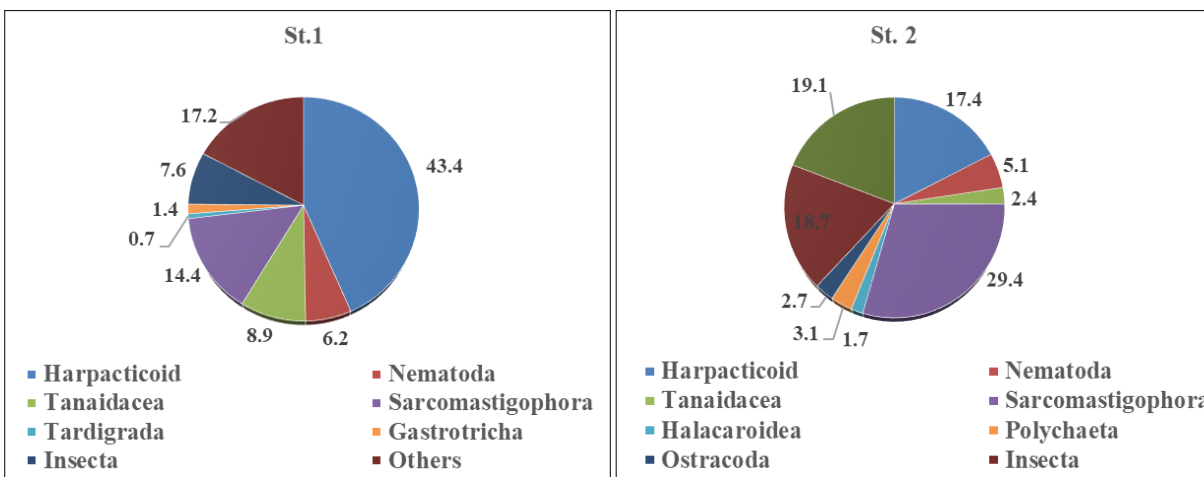 St.1
17.2
43.4
7.6
1.4
0.7
14.4
8.9
6.2
Harpacticoid
Nematoda
Tanaidacea
Sarcomastigophora
Tardigrada
Gastrotricha
Insecta
Others
St. 2
19.1
17.4
5.1
2.4
18.7
29.4
2.7
3.1
1.7
Harpacticoid
Nematoda
Tanaidacea
Sarcomastigophora
Halacaroidea
Polychaeta
Ostracoda
Insecta